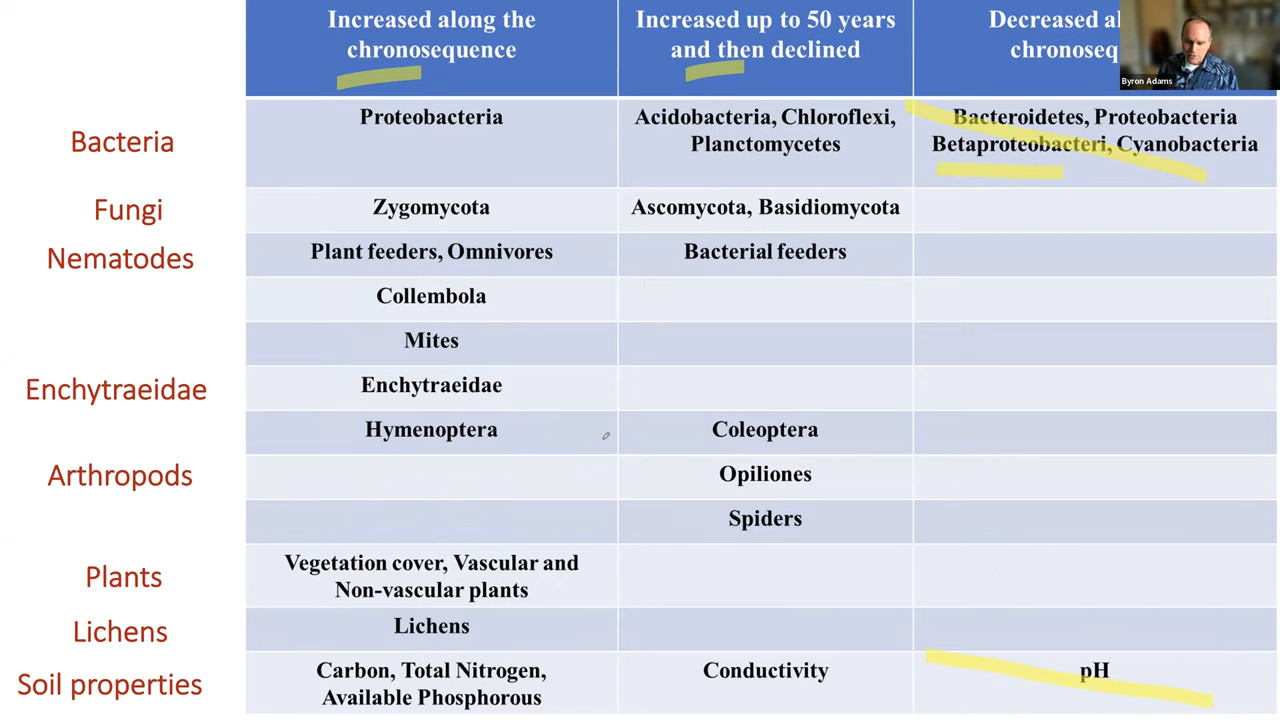 Increased along the
chronosequence
Increased up to 50 years
and then declined
Decreased
Byron Adams
Bacteria
Proteobacteria
Acidobacteria, Chloroflexi,
Planctomycetes
Bacteroidetes, Proteobacteria
Betaproteobacteri, Cyanobacteria
Fungi
Zygomycota
Ascomycota, Basidiomycota
Nematodes
Plant feeders, Omnivores
Bacterial feeders
Collembola
Mites
Enchytraeidae
Enchytraeidae
Hymenoptera
Coleoptera
Arthropods
Opiliones
Spiders
Plants
Vegetation cover, Vascular and
Non-vascular plants
Lichens
Lichens
Soil properties
Carbon, Total Nitrogen,
Available Phosphorous
Conductivity
pH